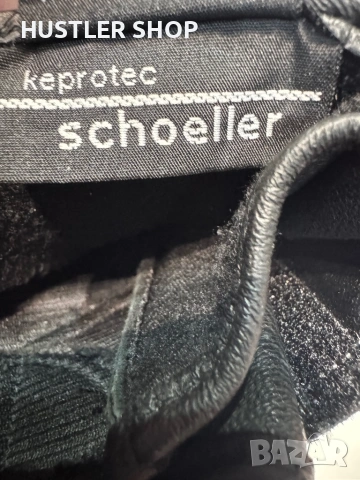 HUSTLER SHOP
keprotec
schoeller
BAZAR